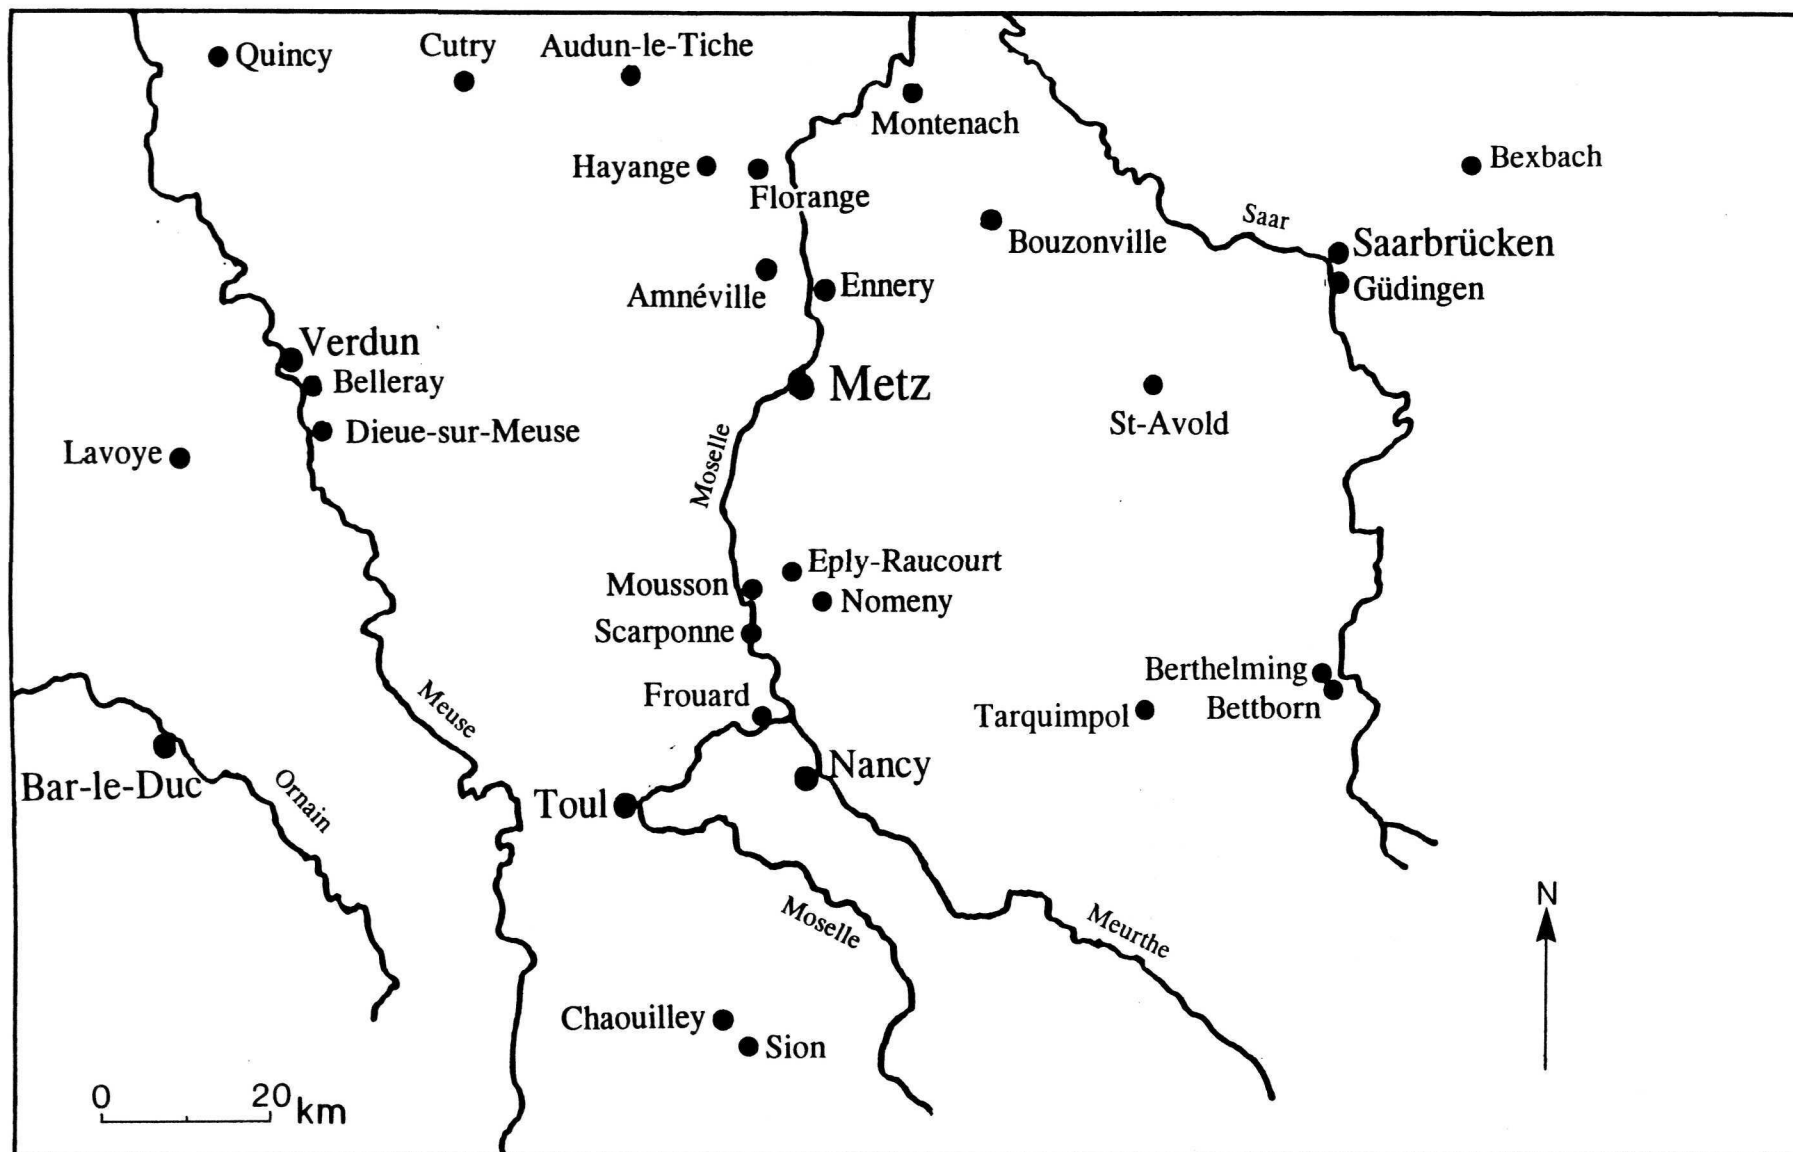 Quincy
Cutry
Audun-le-Tiche
Montenach
Hayange
Florange
Bexbach
Saar
Bouzonville
Saarbrücken
Güdingen
Amnéville
Ennery
Verdun
Belleray
Metz
Dieue-sur-Meuse
St-Avold
Lavoye
Moselle
Eply-Raucourt
Mousson
Nomeny
Scarponne
Berthelming
Frouard
Meuse
Tarquimpol
Bettborn
Bar-le-Duc
Ornain
Nancy
Toul
N
Moselle
Meurthe
Chaouilley
Sion
0 20 km